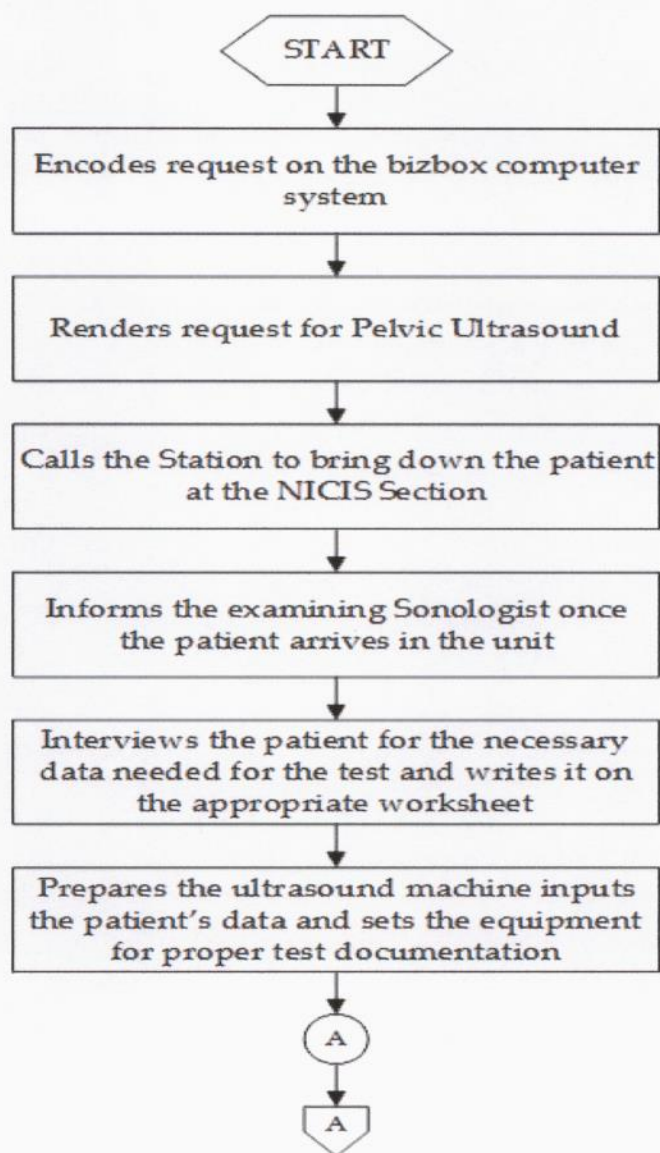 START
Encodes request on the bizbox computer
system
Renders request for Pelvic Ultrasound
Calls the Station to bring down the patient
at the NICIS Section
Informs the examining Sonologist once
the patient arrives in the unit
Interviews the patient for the necessary
data needed for the test and writes it on
the appropriate worksheet
Prepares the ultrasound machine inputs
the patient's data and sets the equipment
for proper test documentation
A
A